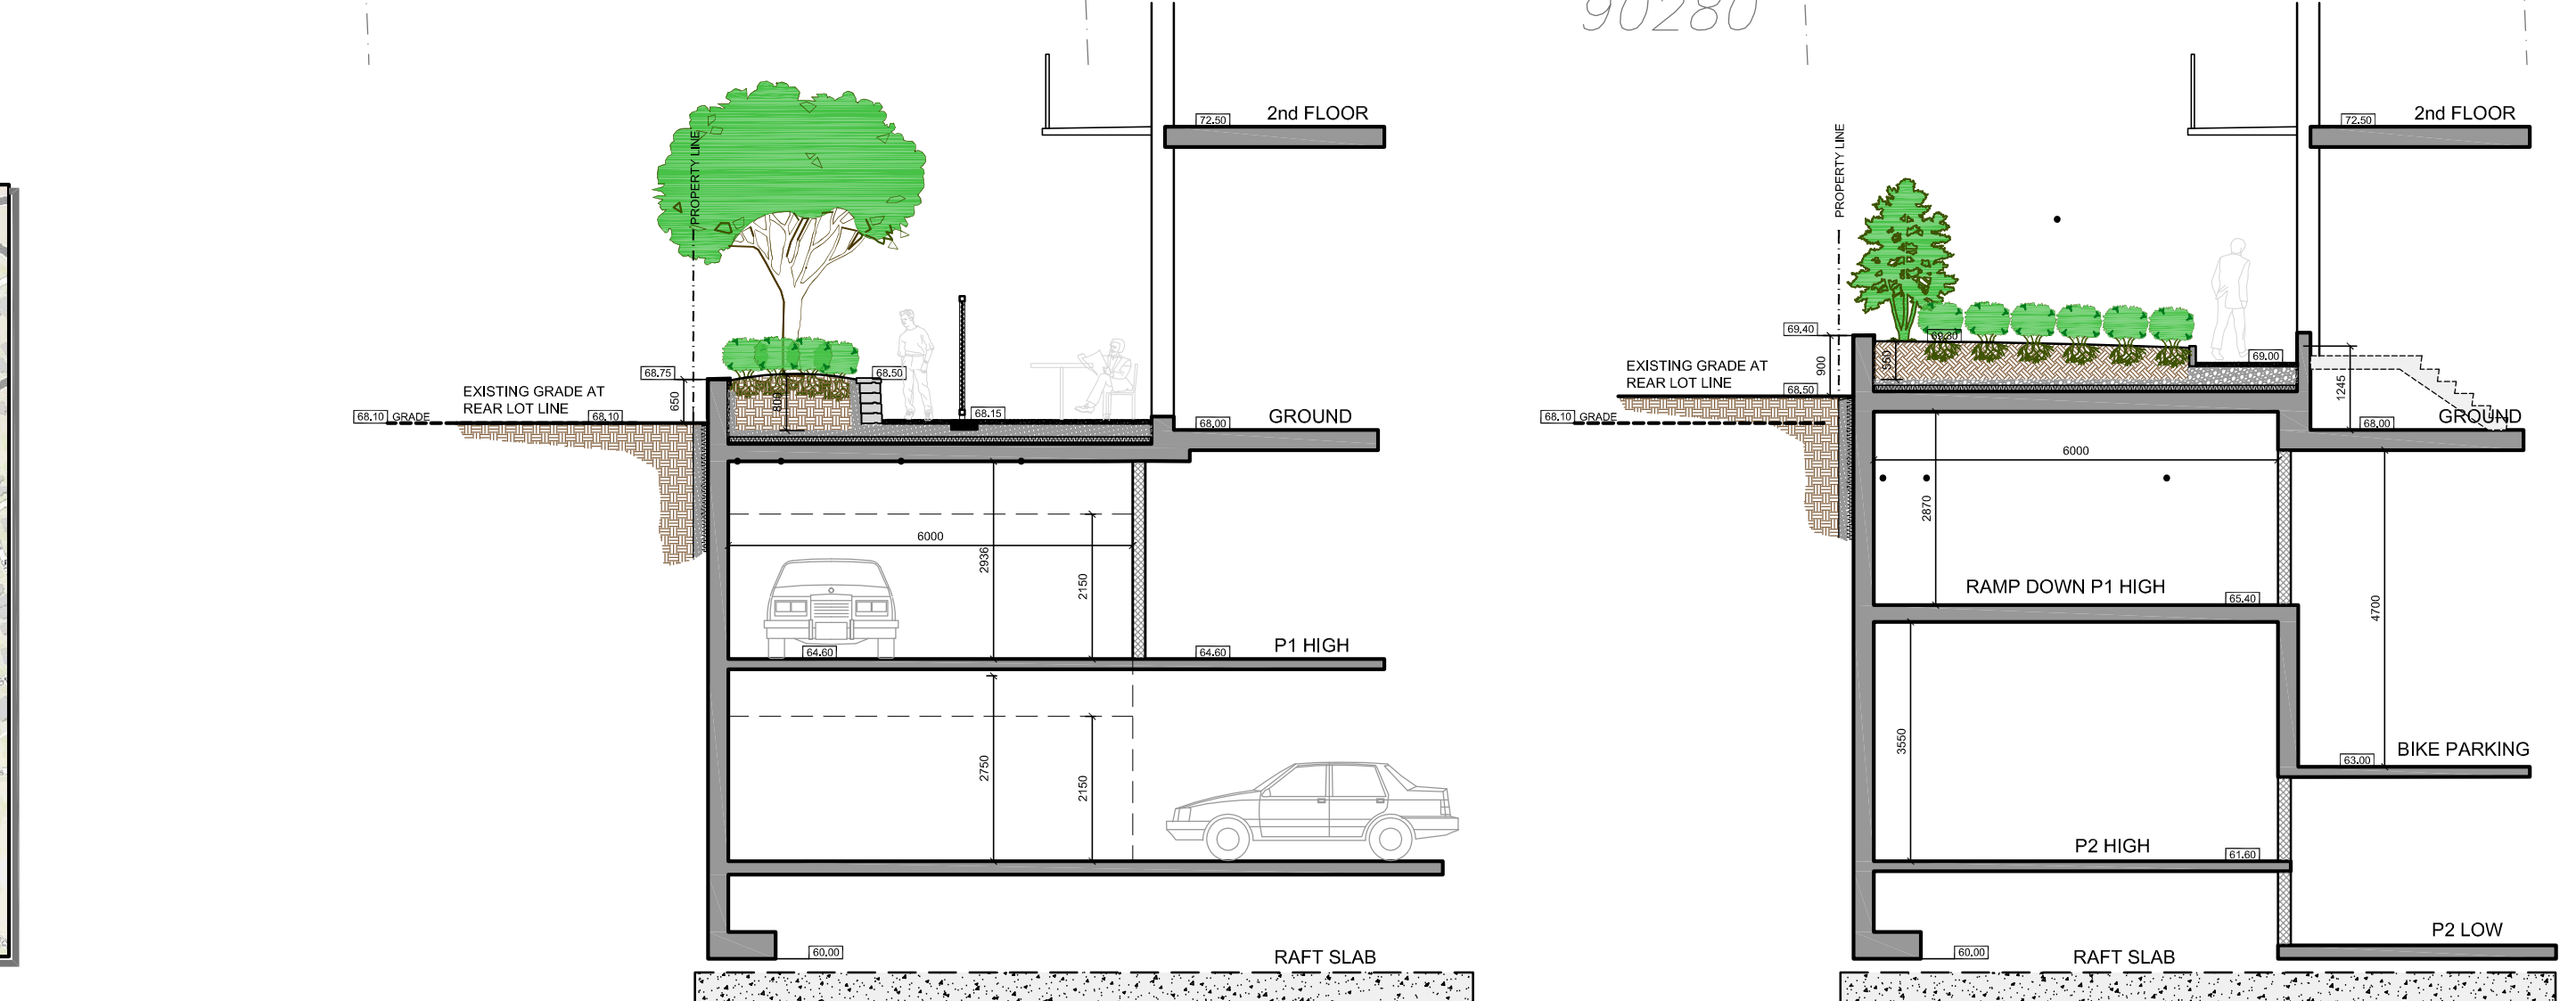 90280
2nd FLOOR
72.50
PROPERTY LINE
68.75
650
800
68.50
EXISTING GRADE AT
REAR LOT LINE
68.10 GRADE
68.10
68.15
68.00
GROUND
6000
2936
2150
64.60
64.60
P1 HIGH
2750
2150
60.00
RAFT SLAB
2nd FLOOR
72.50
PROPERTY LINE
69.40
900
69.30
560
69.00
EXISTING GRADE AT
REAR LOT LINE
68.50
68.10 GRADE
1245
GROUND
68.00
6000
2870
RAMP DOWN P1 HIGH
65.40
4700
3550
BIKE PARKING
63.00
P2 HIGH
61.60
P2 LOW
60.00
RAFT SLAB